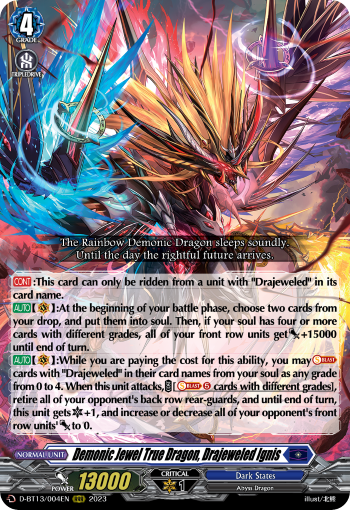 4
GRADE
TRIPLEDRIVE
The Rainbow Demonic Dragon sleeps soundly.
Until the day the rightful future arrives.
CONT:This card can only be ridden from a unit with "Drajeweled" in its
card name.
AUTO【 】:At the beginning of your battle phase, choose two cards from
your drop, and put them into soul. Then, if your soul has four or
more cards with different grades, all of your front row units get +15000
until end of turn.
AUTO【 】:While you are paying the cost for this ability, you may BLAST
cards with "Drajeweled" in their card names from your soul as any grade
from 0 to 4. When this unit attacks, [BLAST 5 cards with different grades],
retire all of your opponent's back row rear-guards, and until end of turn,
this unit gets +1, and increase or decrease all of your opponent's front
row units' to 0.
NORMAL UNIT Demonic Jewel True Dragon, Drajeweled Ignis
POWER 13000 CRITICAL 1 Dark States
Abyss Dragon
D-BT13/004EN RRR 2023 illust/北熊